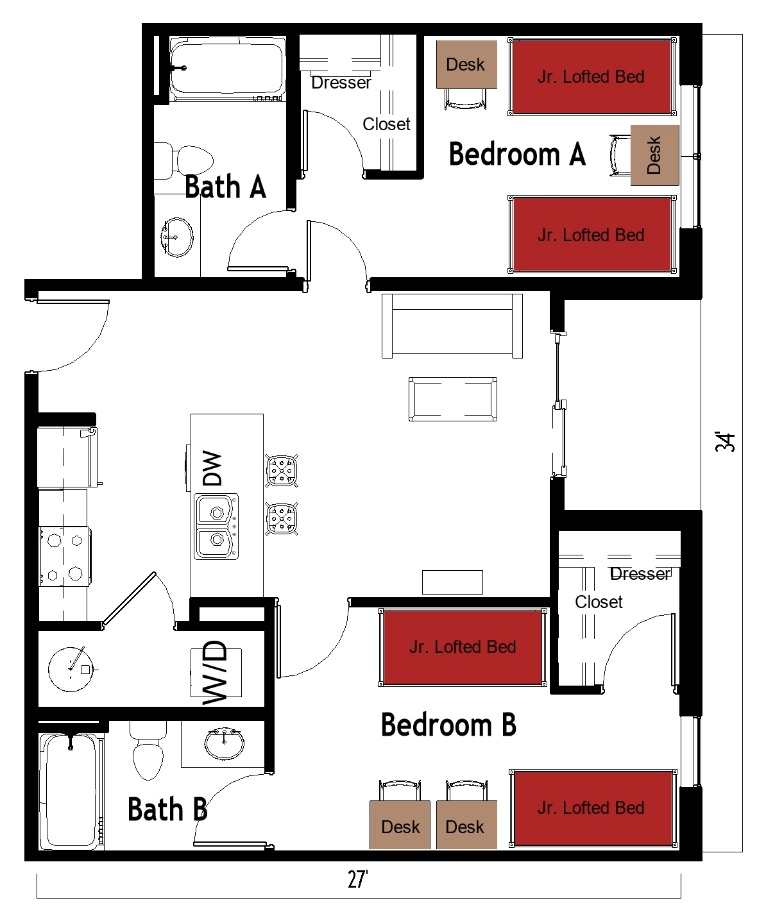 Desk
Jr. Lofted Bed
Dresser
Closet
Bedroom A
Desk
Bath A
Jr. Lofted Bed
34'
DW
Dresser
Closet
Jr. Lofted Bed
W/D
Bedroom B
Bath B
Jr. Lofted Bed
Desk
Desk
27'